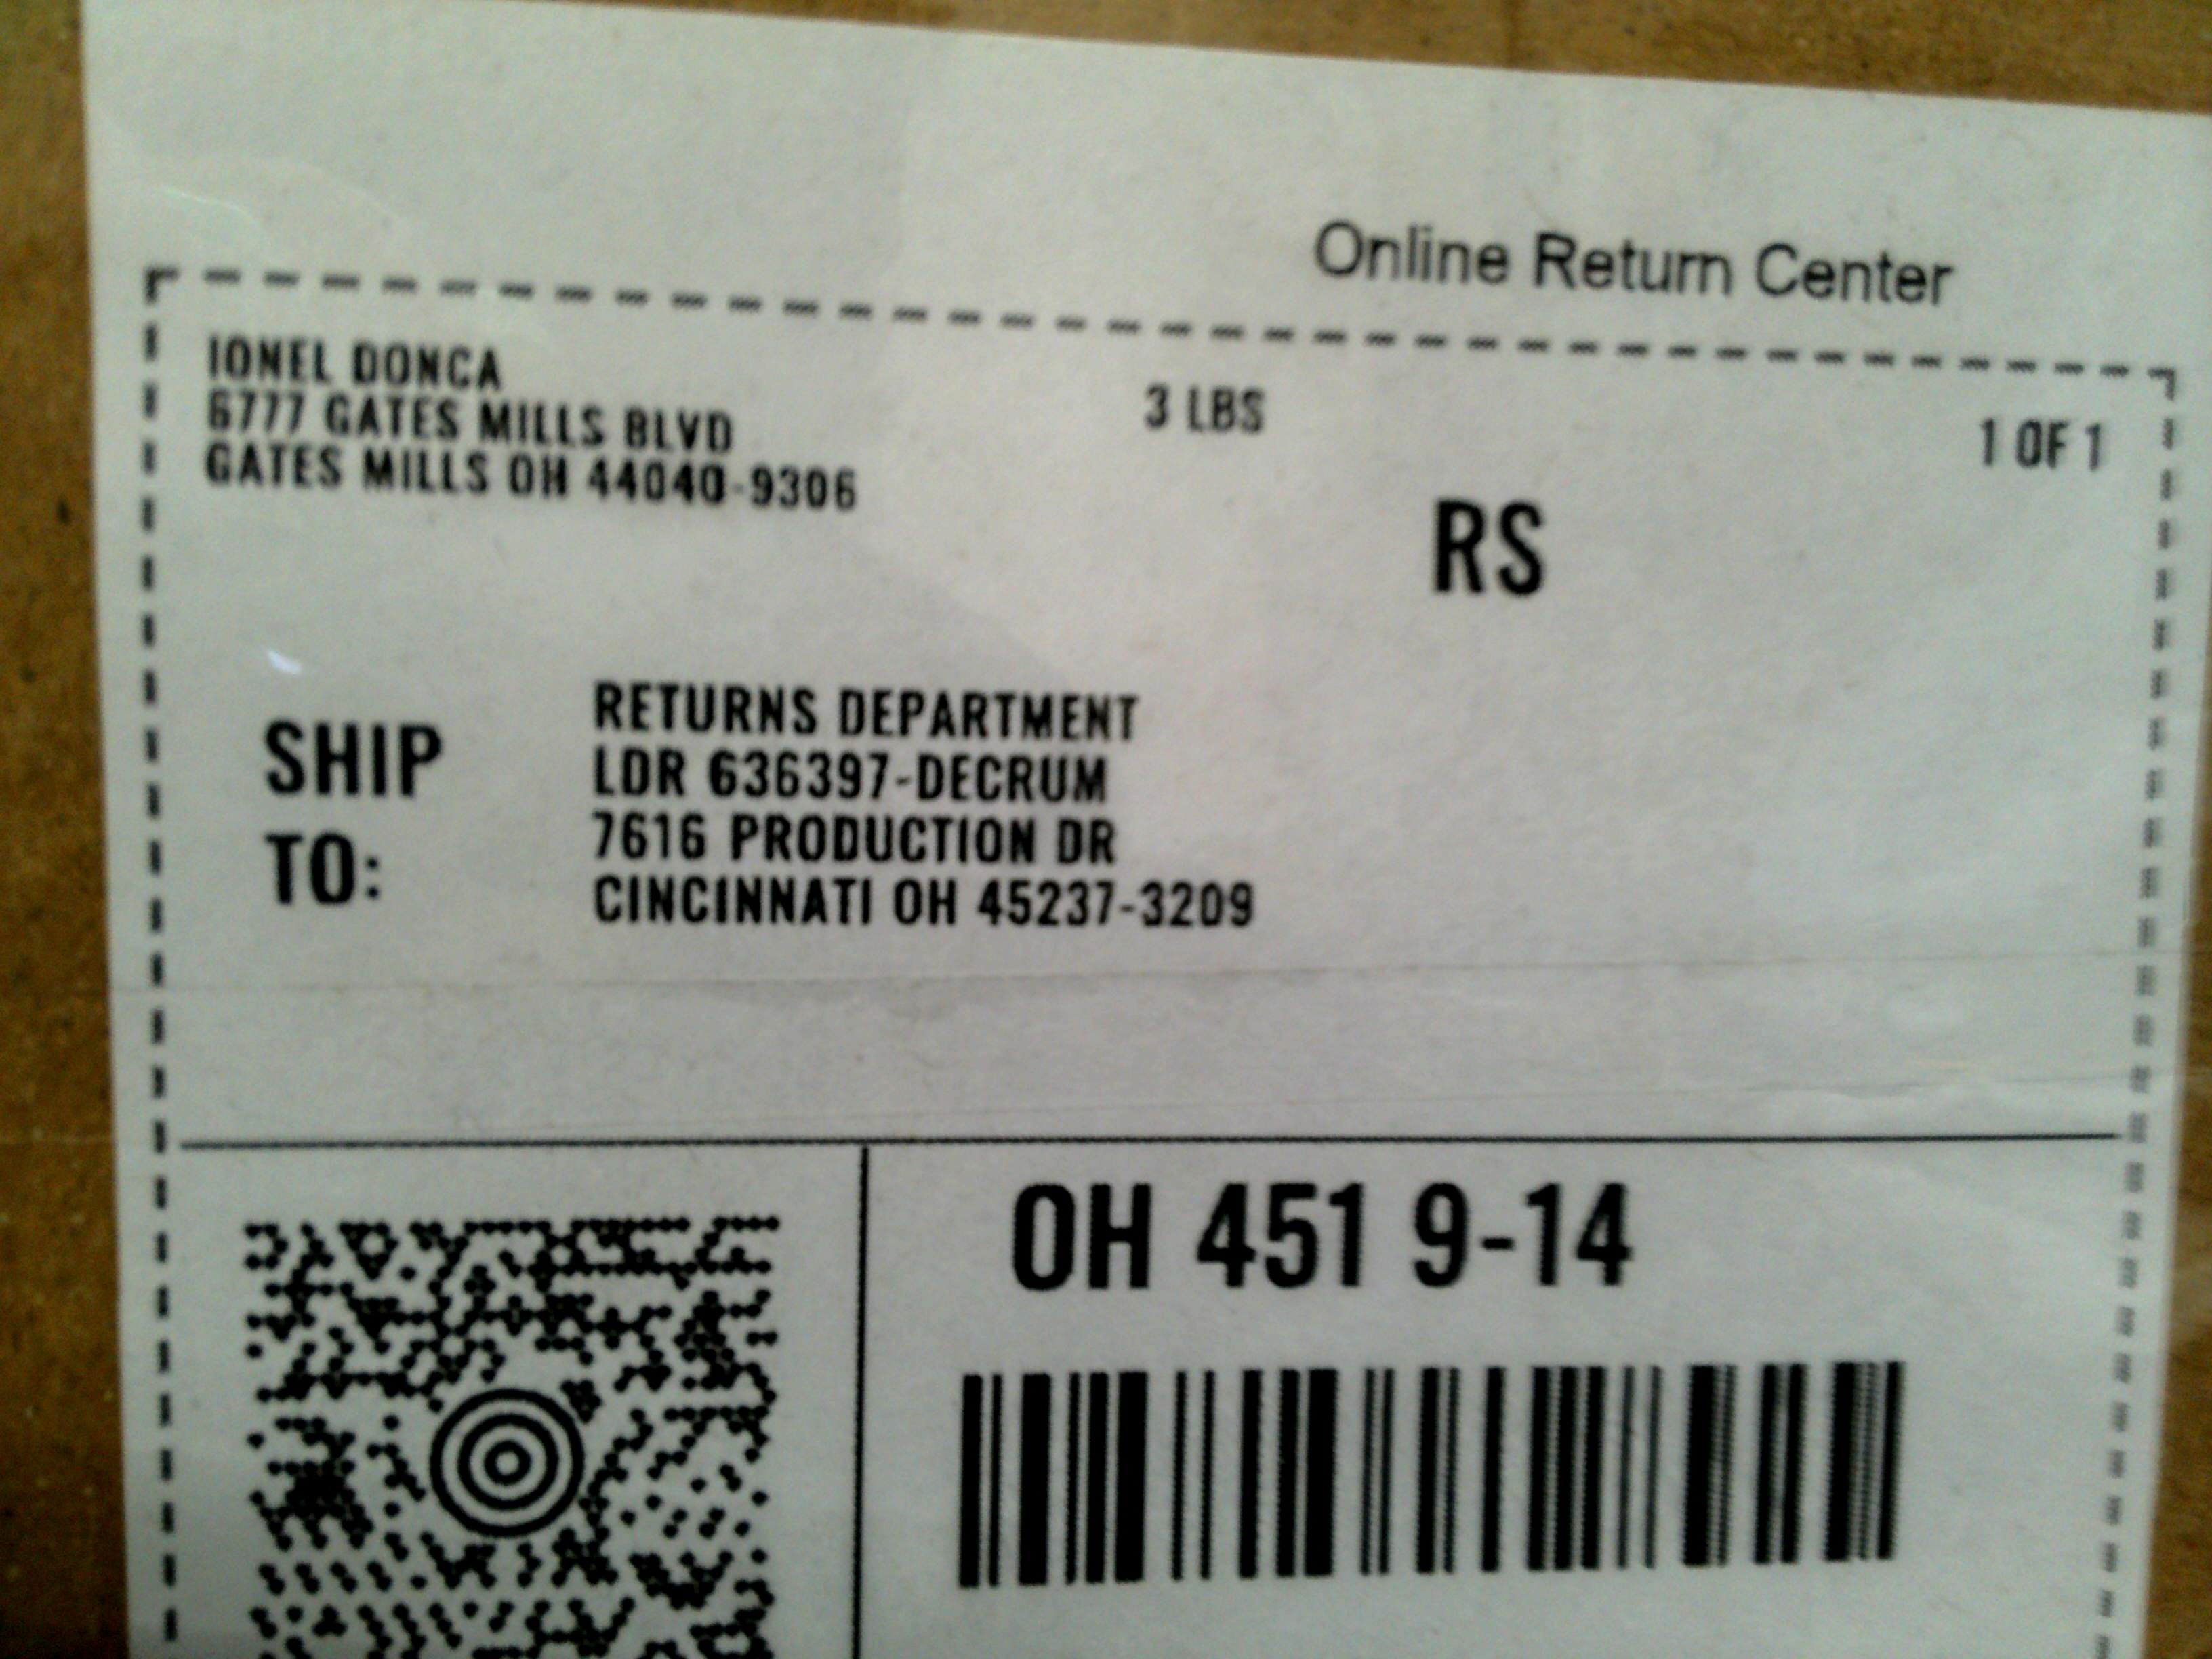 Online Return Center
IONEL DONCA
6777 GATES MILLS BLVD
GATES MILLS OH 44040-9306
3 LBS
1 OF 1
RS
SHIP
TO:
RETURNS DEPARTMENT
LDR 636397-DECRUM
7616 PRODUCTION DR
CINCINNATI OH 45237-3209
OH 451 9-14